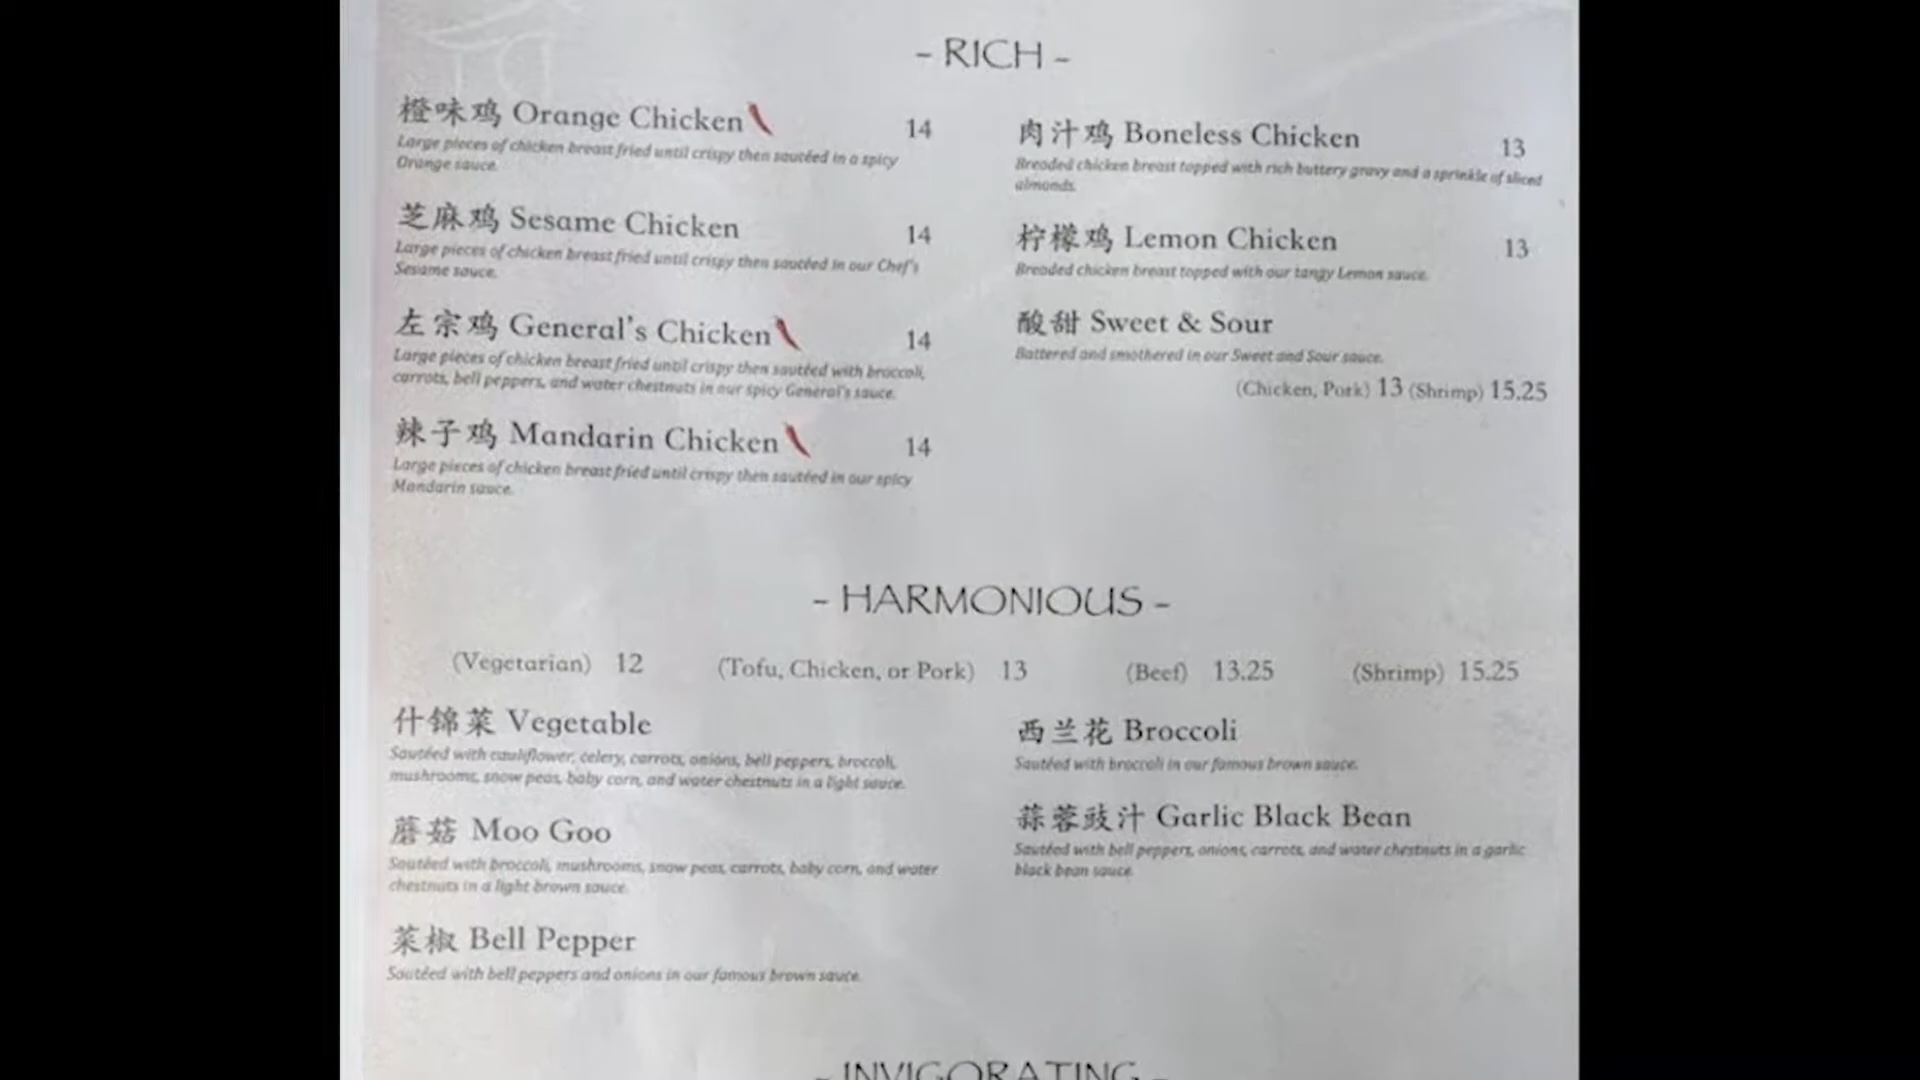 - RICH -
橙味鸡 Orange Chicken 14
Large pieces of chicken breast fried until crispy then sautéed in a spicy
Orange sauce.
芝麻鸡 Sesame Chicken 14
Large pieces of chicken breast fried until crispy then sautéed in our Chef's
Sesame sauce.
左宗鸡 General's Chicken 14
Large pieces of chicken breast fried until crispy then sautéed with broccoli,
carrots, bell peppers, and water chestnuts in our spicy General's sauce.
辣子鸡 Mandarin Chicken 14
Large pieces of chicken breast fried until crispy then sautéed in our spicy
Mandarin sauce.
肉汁鸡 Boneless Chicken 13
Breaded chicken breast topped with rich buttery gravy and a sprinkle of sliced
almonds.
柠檬鸡 Lemon Chicken 13
Breaded chicken breast topped with our tangy Lemon sauce.
酸甜 Sweet & Sour
Battered and smothered in our Sweet and Sour sauce.
(Chicken, Pork) 13 (Shrimp) 15.25
- HARMONIOUS -
(Vegetarian) 12 (Tofu, Chicken, or Pork) 13 (Beef) 13.25 (Shrimp) 15.25
什锦菜 Vegetable
Sautéed with cauliflower, celery, carrots, onions, bell peppers, broccoli,
mushrooms, snow peas, baby corn, and water chestnuts in a light sauce.
蘑菇 Moo Goo
Sautéed with broccoli, mushrooms, snow peas, carrots, baby corn, and water
chestnuts in a light brown sauce.
菜椒 Bell Pepper
Sautéed with bell peppers and onions in our famous brown sauce.
西兰花 Broccoli
Sautéed with broccoli in our famous brown sauce.
蒜蓉豉汁 Garlic Black Bean
Sautéed with bell peppers, onions, carrots, and water chestnuts in a garlic
black bean sauce.
- INVIGORATING -